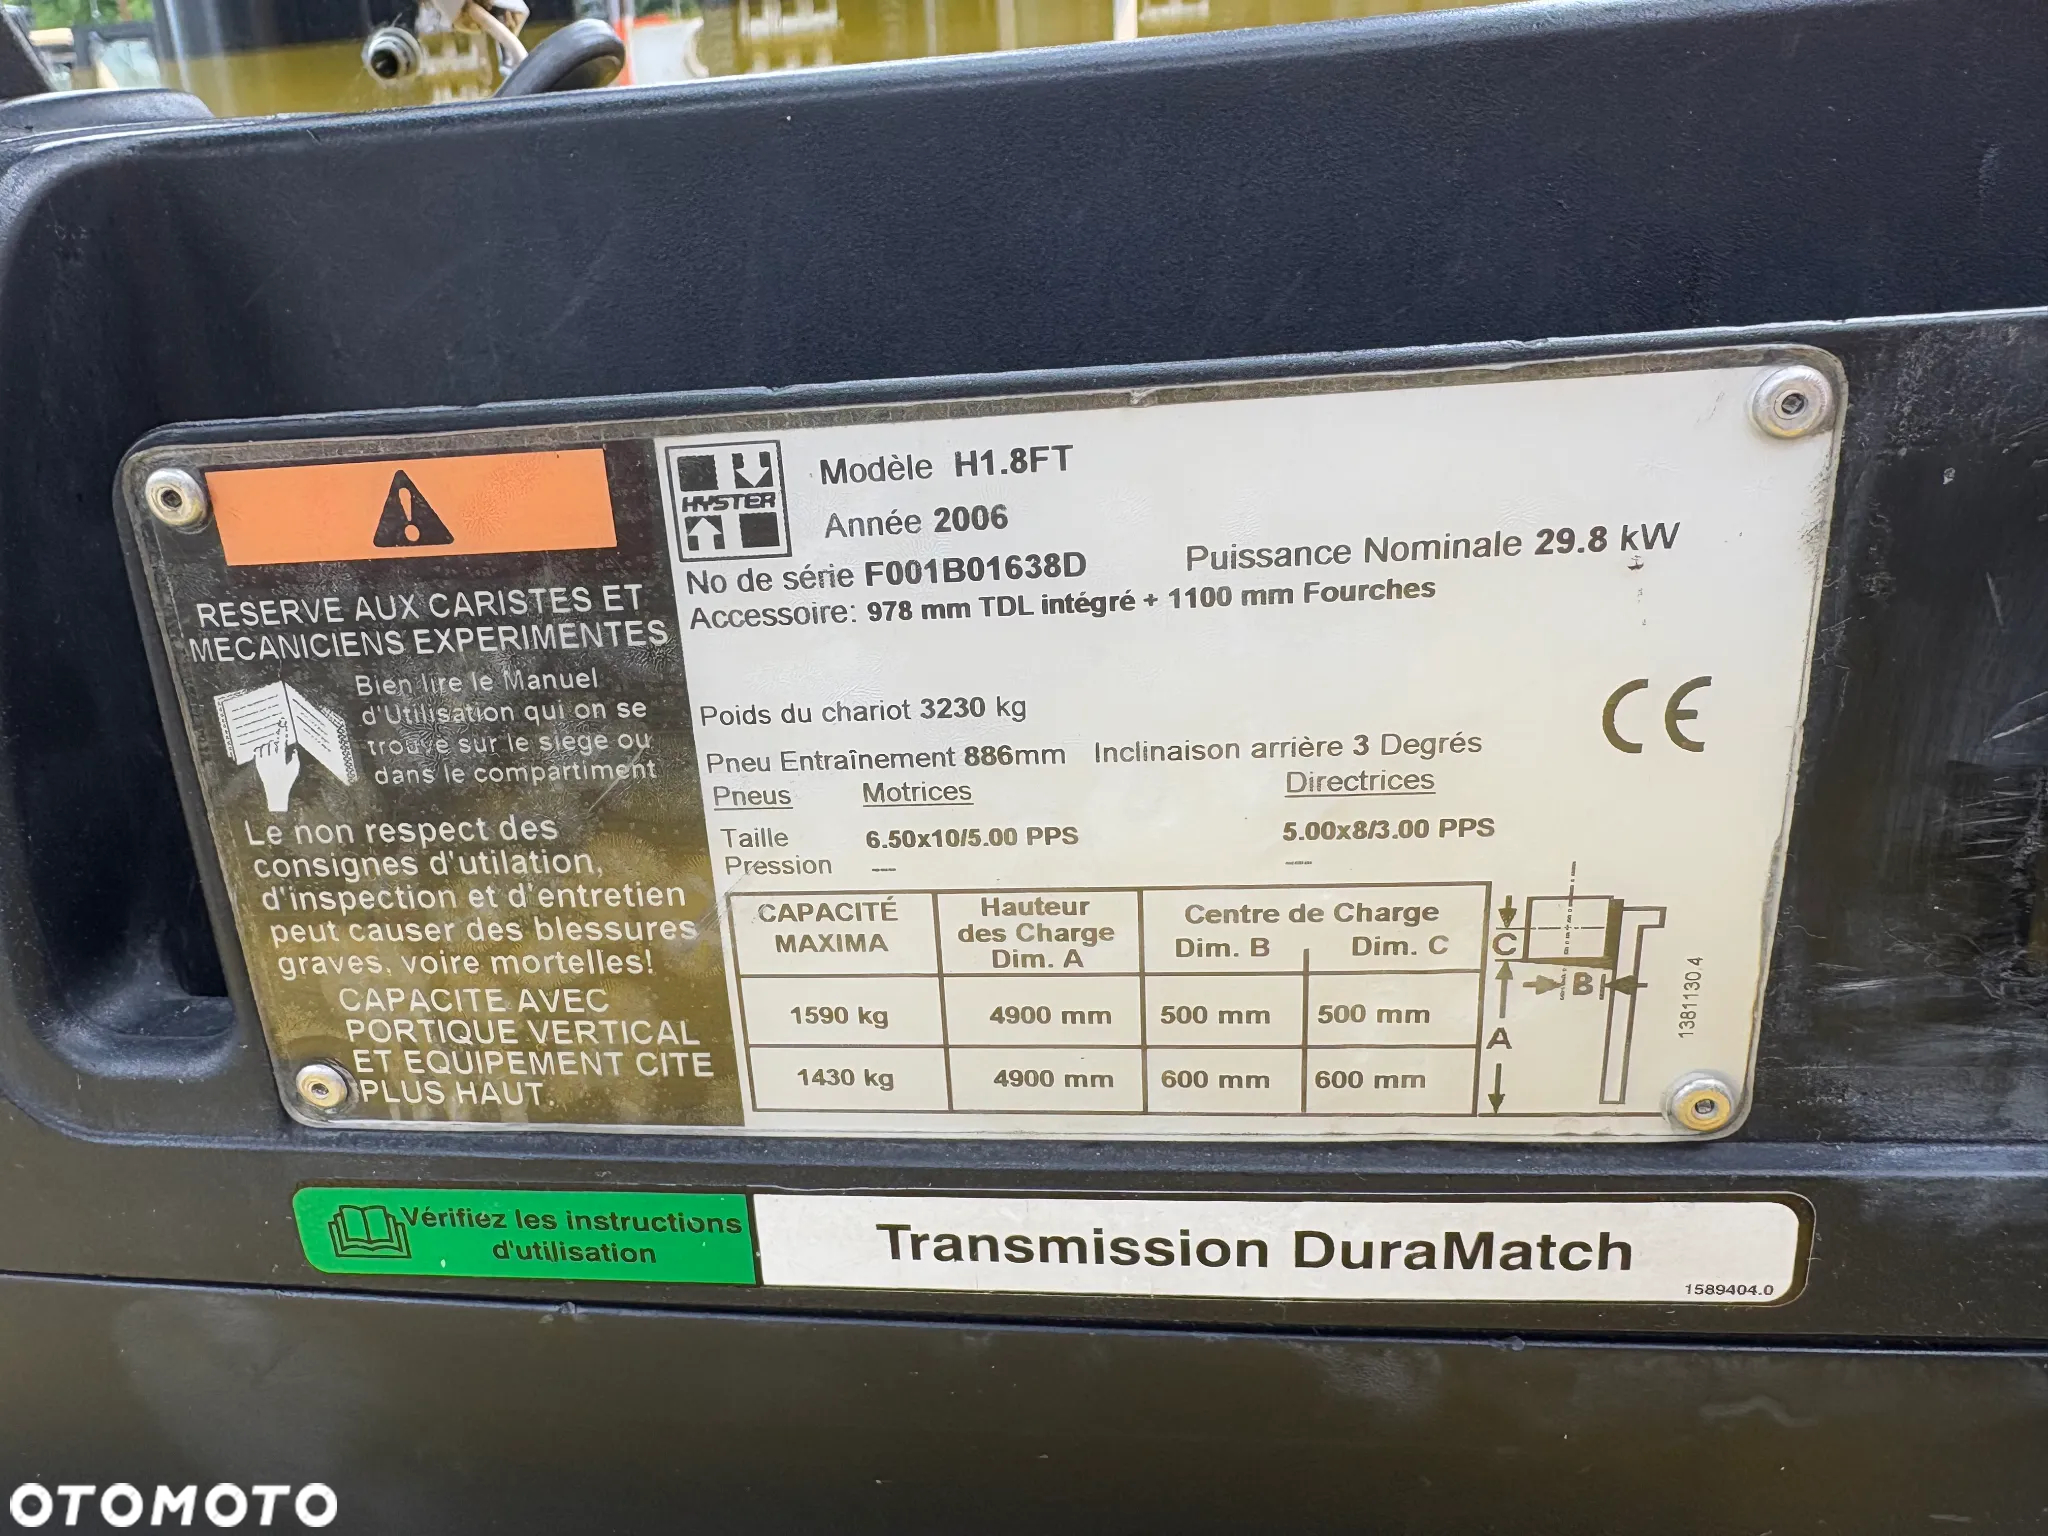 RESERVE AUX CARISTES ET
MECANICIENS EXPERIMENTES
Bien lire le Manuel
d'Utilisation qui on se
trouve sur le siège ou
dans le compartiment
Le non respect des
consignes d'utilation,
d'inspection et d'entretien
peut causer des blessures
graves, voire mortelles!
CAPACITE AVEC
PORTIQUE VERTICAL
ET EQUIPEMENT CITE
PLUS HAUT.
HYSTER
Modèle H1.8FT
Année 2006
No de série F001B01638D Puissance Nominale 29.8 kW
Accessoire: 978 mm TDL intégré + 1100 mm Fourches
Poids du chariot 3230 kg
CE
Pneu Entraînement 886mm Inclinaison arrière 3 Degrés
Pneus Motrices Directrices
Taille 6.50x10/5.00 PPS 5.00x8/3.00 PPS
Pression --- ---
CAPACITÉ MAXIMA Hauteur des Charge Dim. A Centre de Charge Dim. B Dim. C
1590 kg 4900 mm 500 mm 500 mm
1430 kg 4900 mm 600 mm 600 mm
C
B
A
1381130.4
Vérifiez les instructions
d'utilisation
Transmission DuraMatch
1589404.0
OTOMOTO